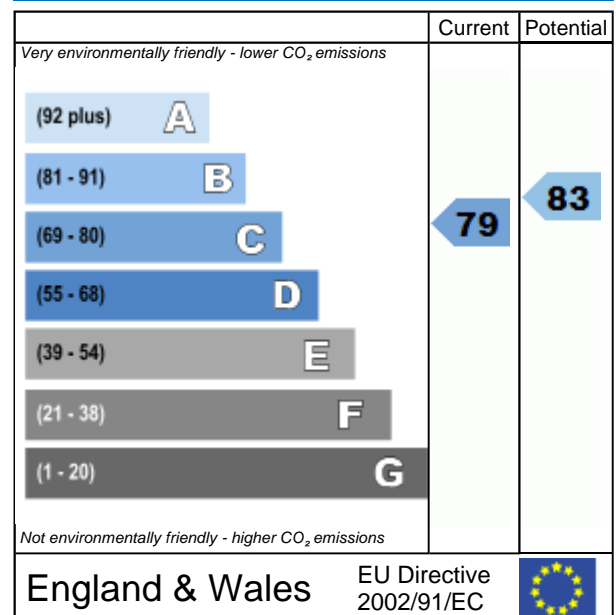 Current Potential
Very environmentally friendly - lower CO₂ emissions
(92 plus) A
(81 - 91) B
83
(69 - 80) C
79
(55 - 68) D
(39 - 54) E
(21 - 38) F
(1 - 20) G
Not environmentally friendly - higher CO₂ emissions
England & Wales
EU Directive
2002/91/EC